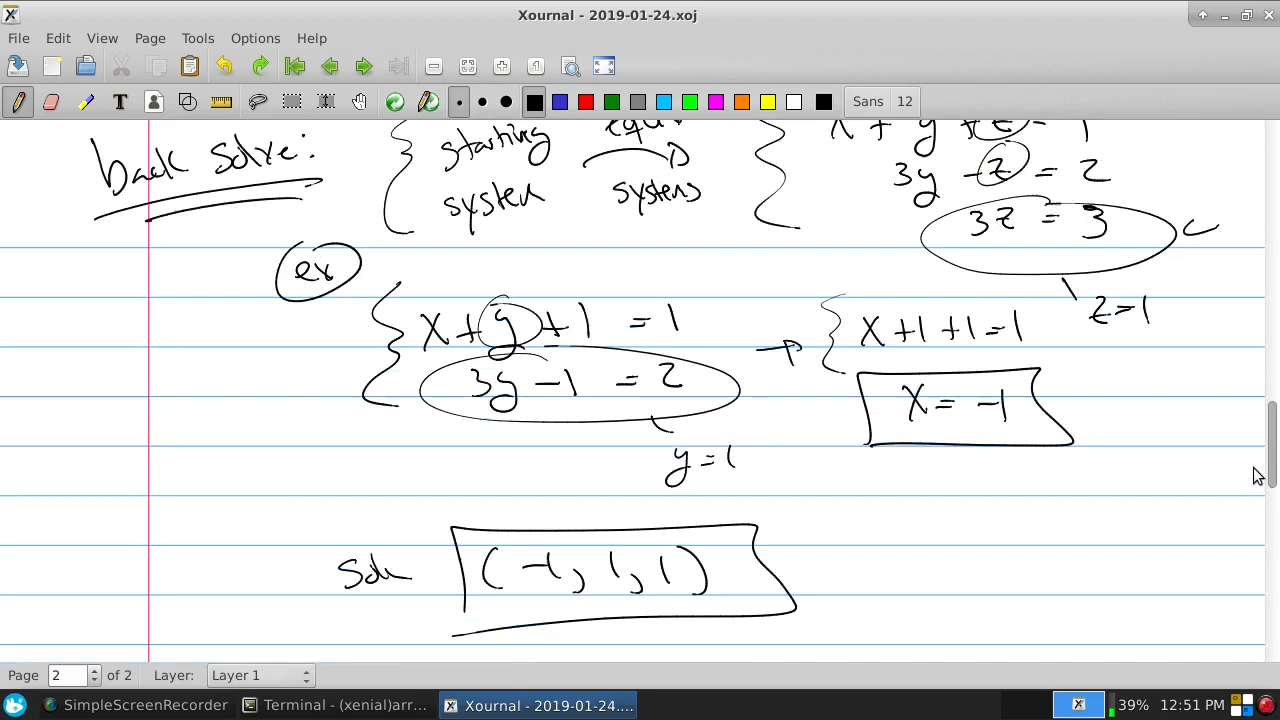 Xournal - 2019-01-24.xoj
File Edit View Page Tools Options Help
Sans 12
back solve:
starting
system
systems
x + y + z = 1
3y - z = 2
3z = 3
z = 1
ex
x + y + 1 = 1
3y - 1 = 2
y = 1
x + 1 + 1 = 1
x = -1
Soln (-1, 1, 1)
Page 2 of 2 Layer: Layer 1
SimpleScreenRecorder Terminal - (xenial)arr... Xournal - 2019-01-24.... 39% 12:51 PM